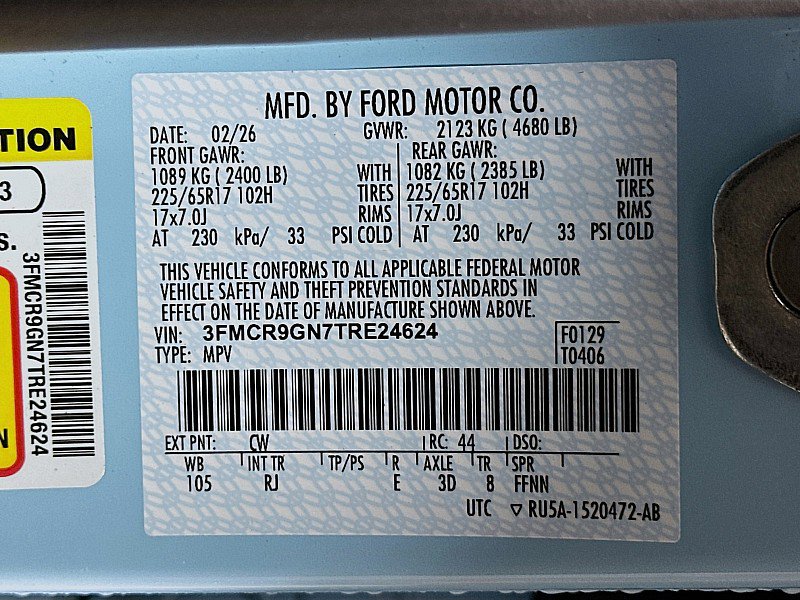 TION
3
S.
3FMCR9GN7TRE24624
N
MFD. BY FORD MOTOR CO.
DATE: 02/26 GVWR: 2123 KG ( 4680 LB)
FRONT GAWR: REAR GAWR:
1089 KG ( 2400 LB) WITH 1082 KG ( 2385 LB) WITH
225/65R17 102H TIRES 225/65R17 102H TIRES
17x7.0J RIMS 17x7.0J RIMS
AT 230 kPa/ 33 PSI COLD AT 230 kPa/ 33 PSI COLD
THIS VEHICLE CONFORMS TO ALL APPLICABLE FEDERAL MOTOR
VEHICLE SAFETY AND THEFT PREVENTION STANDARDS IN
EFFECT ON THE DATE OF MANUFACTURE SHOWN ABOVE.
VIN: 3FMCR9GN7TRE24624 F0129
TYPE: MPV T0406
EXT PNT: CW RC: 44 DSO:
WB INT TR TP/PS R AXLE TR SPR
105 RJ E 3D 8 FFNN
UTC ▽ RU5A-1520472-AB